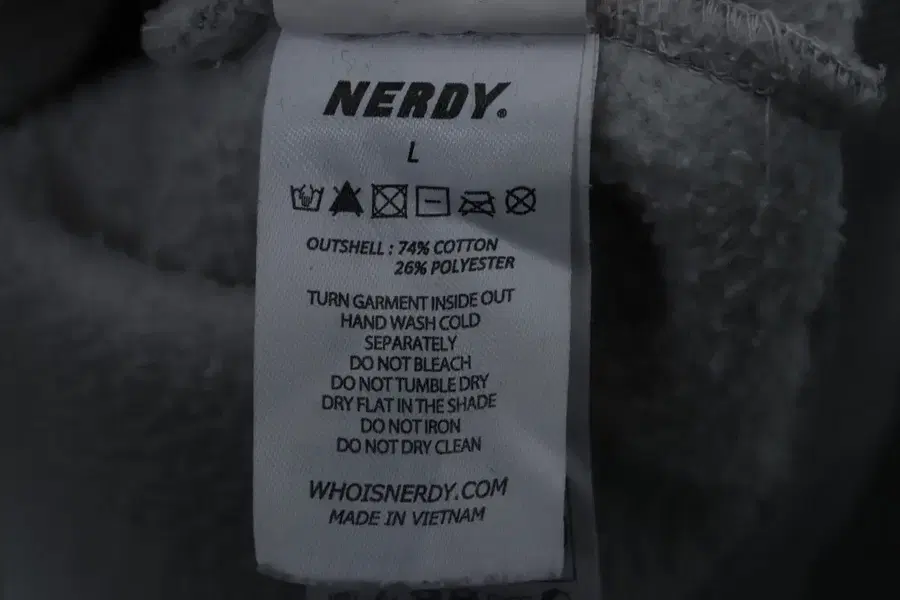 NERDY.
L
OUTSHELL : 74% COTTON
26% POLYESTER
TURN GARMENT INSIDE OUT
HAND WASH COLD
SEPARATELY
DO NOT BLEACH
DO NOT TUMBLE DRY
DRY FLAT IN THE SHADE
DO NOT IRON
DO NOT DRY CLEAN
WHOISNERDY.COM
MADE IN VIETNAM